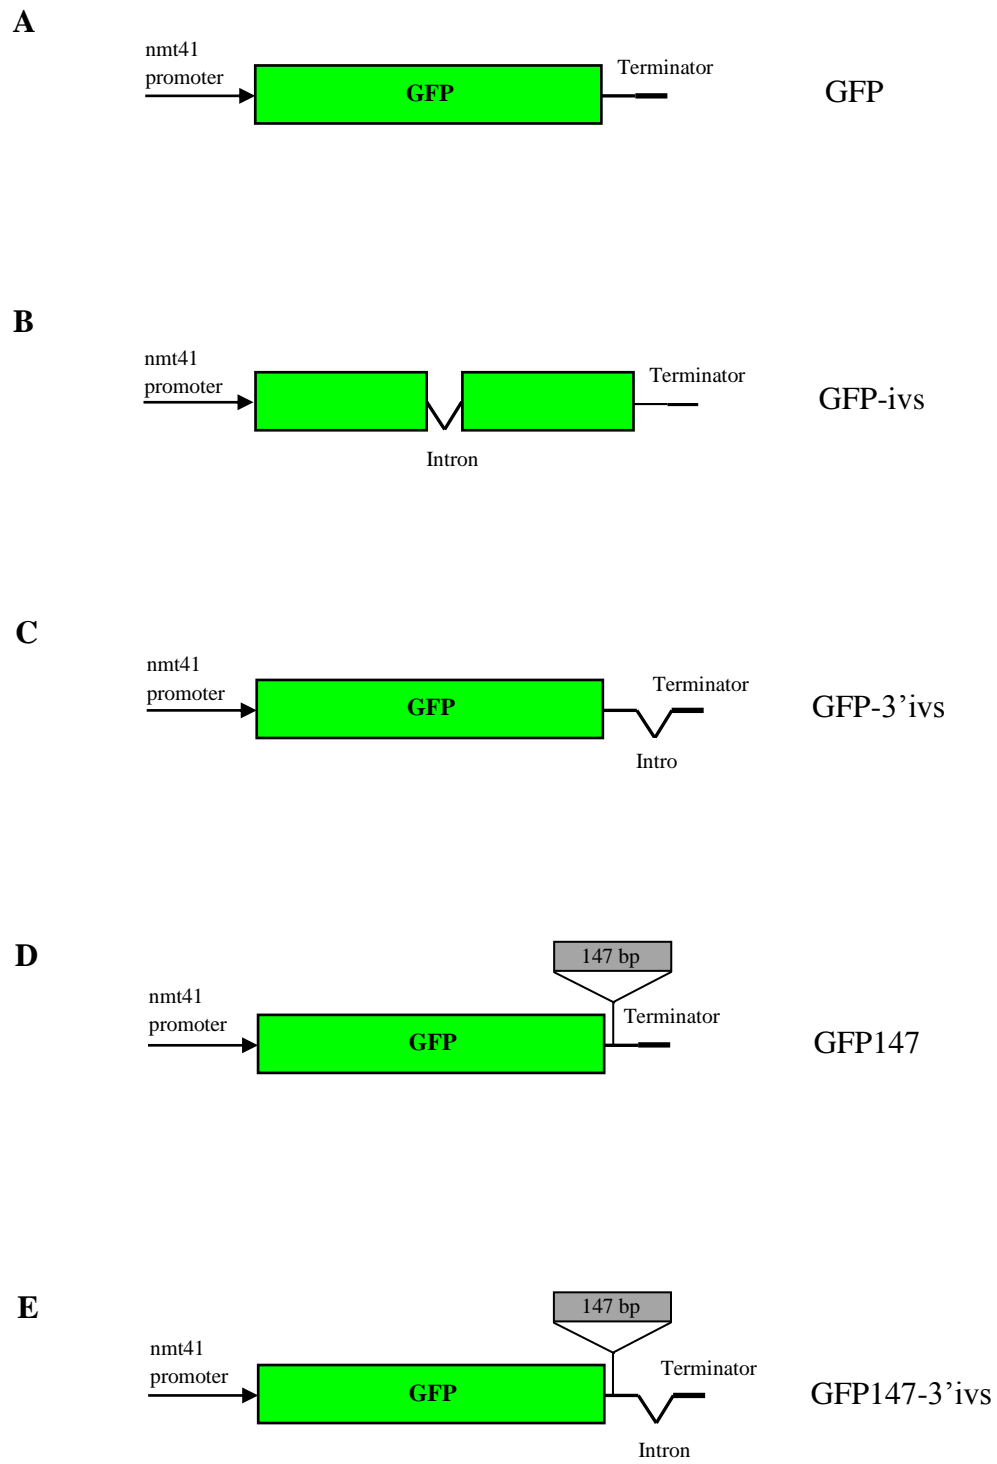 A
nmt41
promoter
GFP
Terminator
GFP
B
nmt41
promoter
Intron
Terminator
GFP-ivs
C
nmt41
promoter
GFP
Terminator
Intro
GFP-3’ivs
D
147 bp
nmt41
promoter
GFP
Terminator
GFP147
E
147 bp
nmt41
promoter
GFP
Terminator
Intron
GFP147-3’ivs